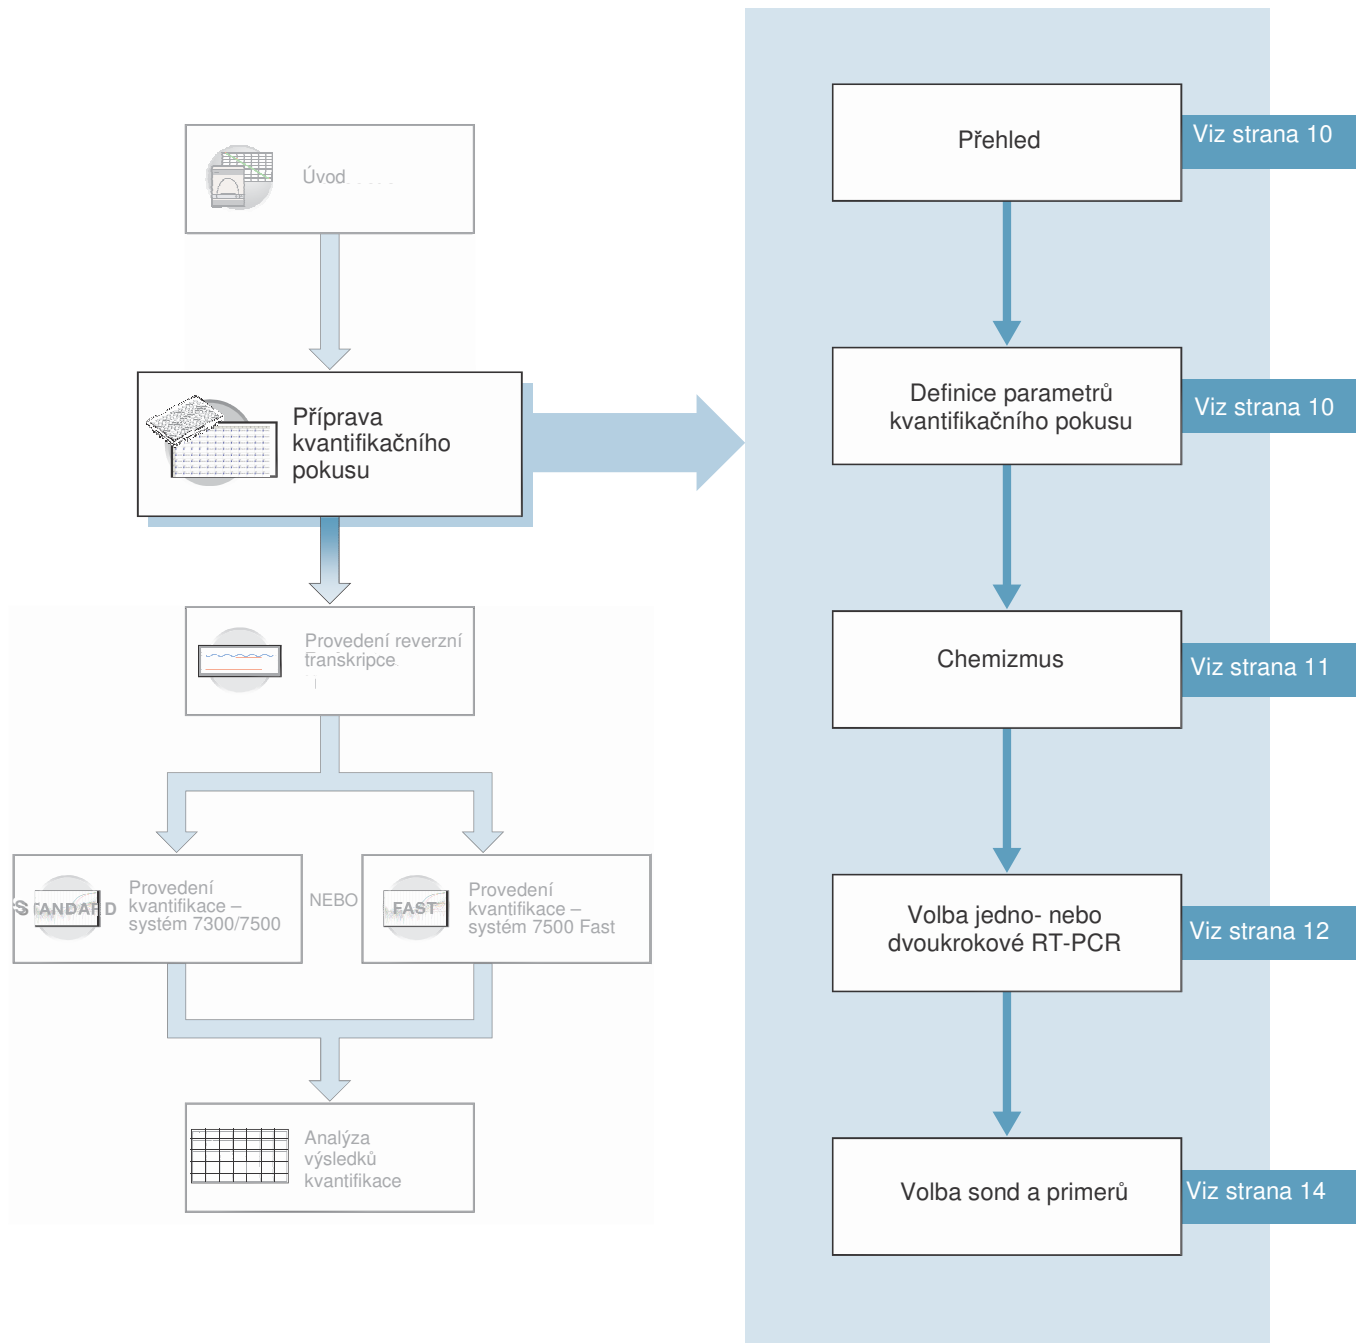 Úvod
Příprava
kvantifikačního
pokusu
Provedení reverzní
transkripce
STANDARD
Provedení
kvantifikace –
systém 7300/7500
NEBO
FAST
Provedení
kvantifikace –
systém 7500 Fast
Analýza
výsledků
kvantifikace
Přehled
Viz strana 10
Definice parametrů
kvantifikačního pokusu
Viz strana 10
Chemizmus
Viz strana 11
Volba jedno- nebo
dvoukrokové RT-PCR
Viz strana 12
Volba sond a primerů
Viz strana 14